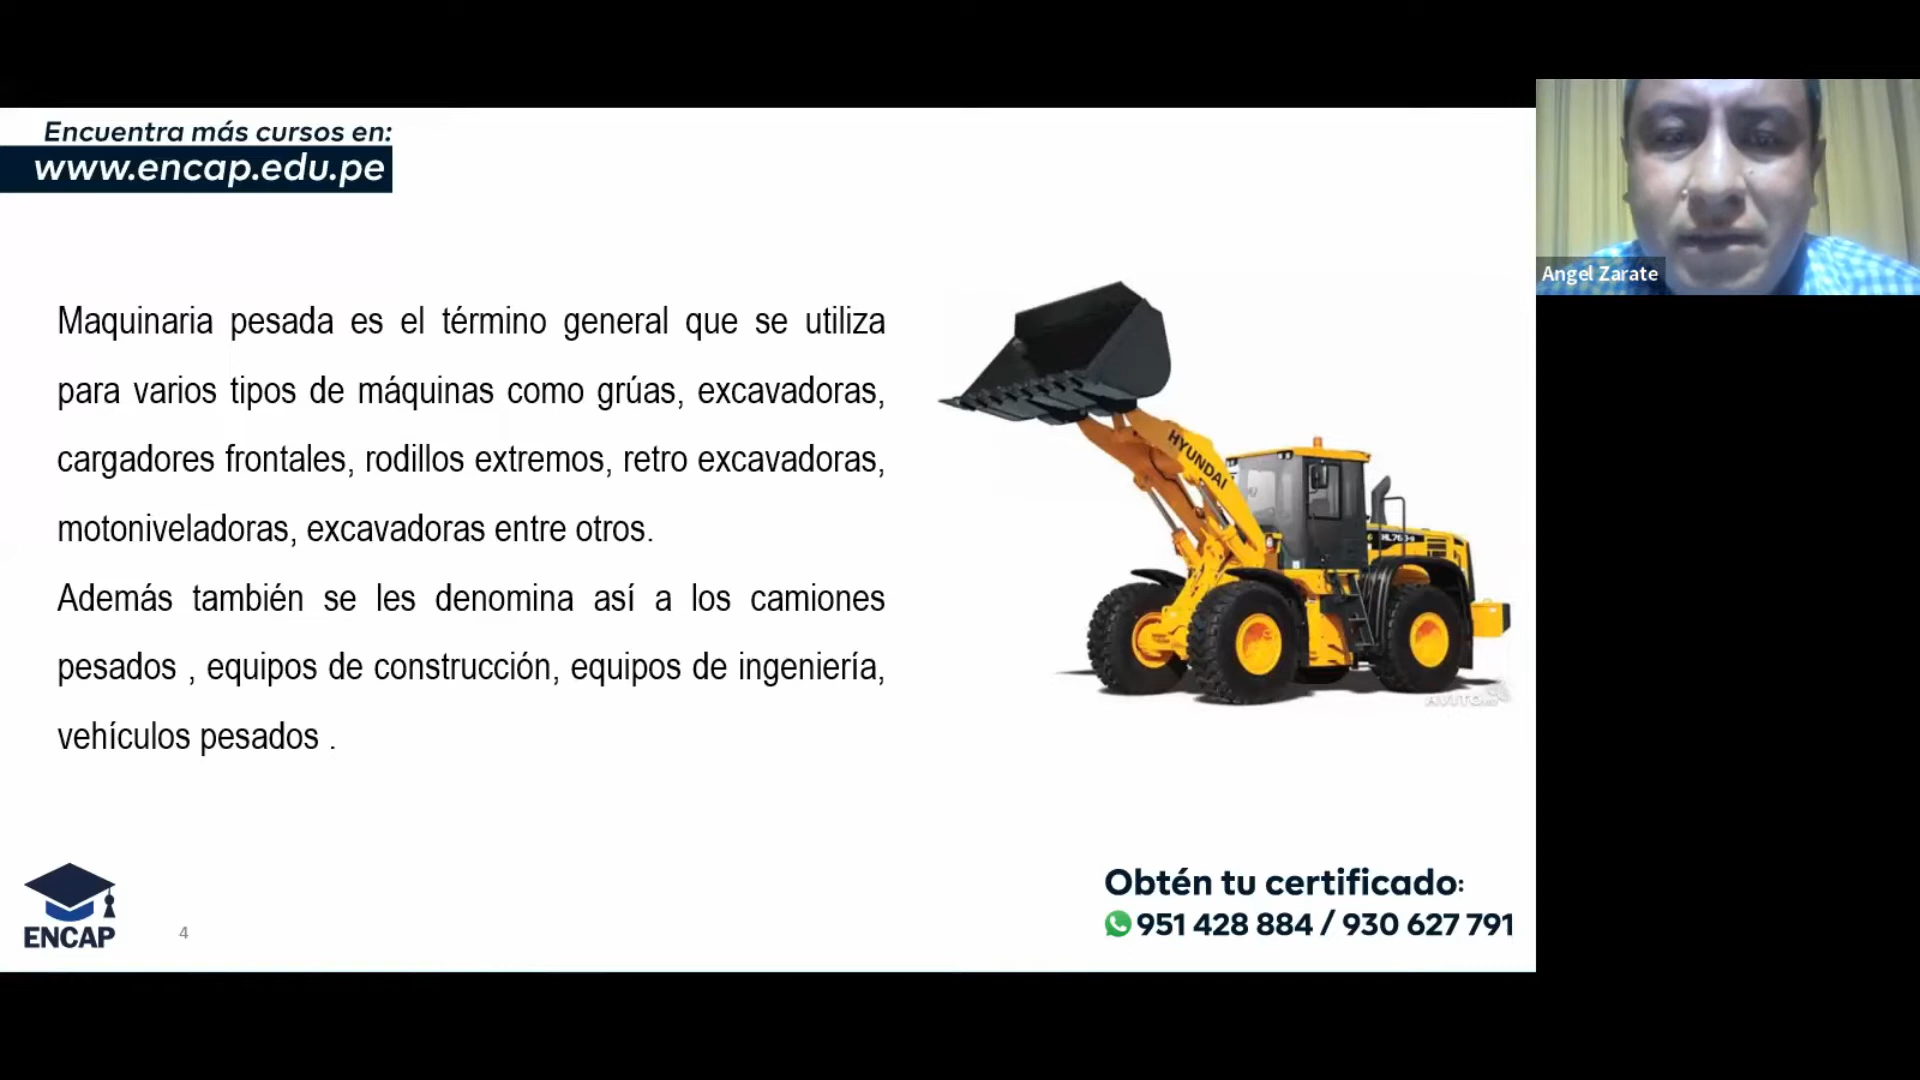 Encuentra más cursos en:
www.encap.edu.pe
Angel Zarate
Maquinaria pesada es el término general que se utiliza
para varios tipos de máquinas como grúas, excavadoras,
cargadores frontales, rodillos extremos, retro excavadoras,
motoniveladoras, excavadoras entre otros.
Además también se les denomina así a los camiones
pesados , equipos de construcción, equipos de ingeniería,
vehículos pesados .
HYUNDAI
Obtén tu certificado:
951 428 884 / 930 627 791
ENCAP
4